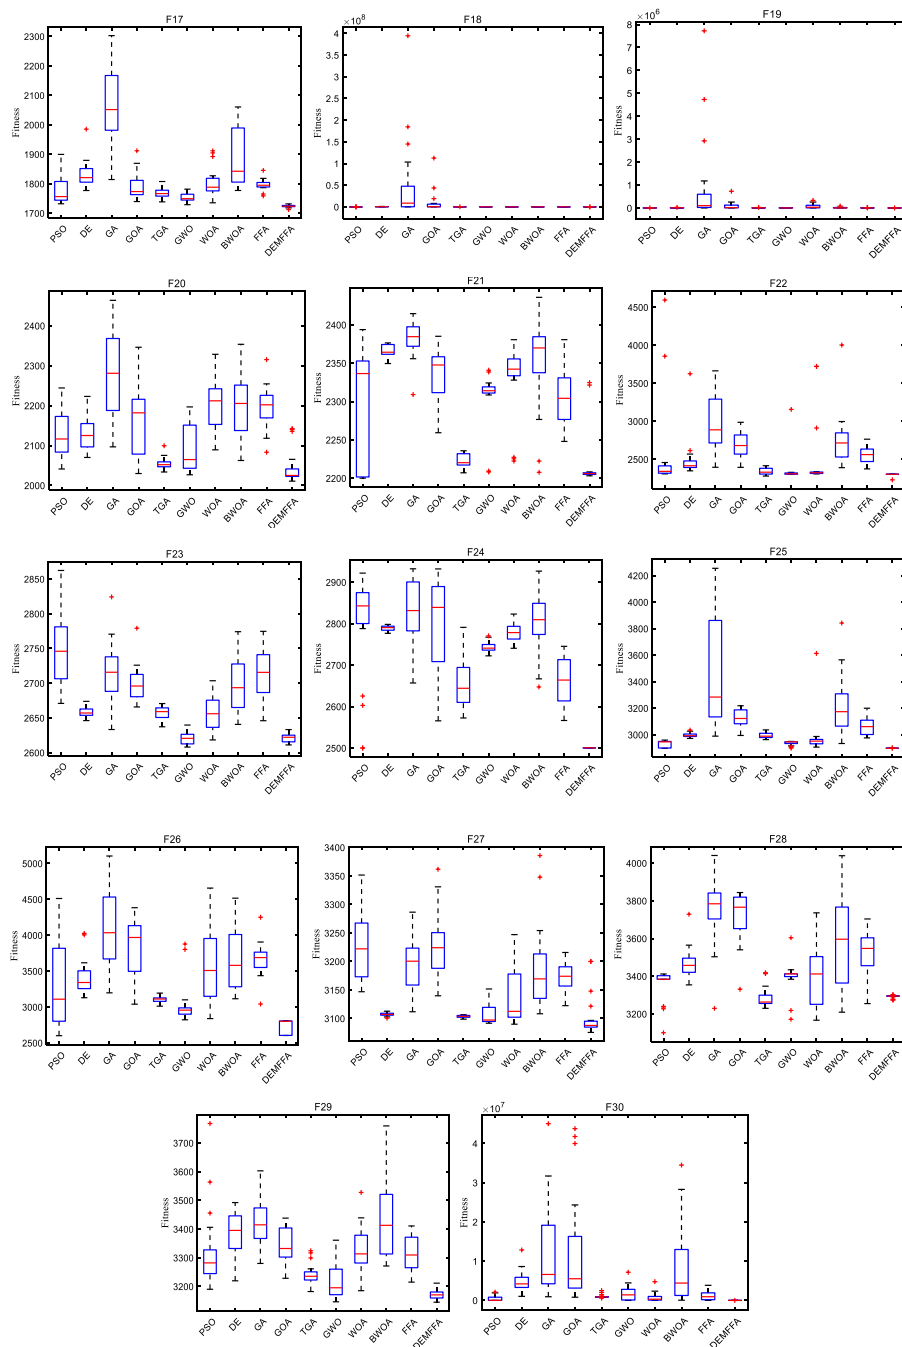 F17
2300
2200
2100
2000
1900
1800
1700
Fitness
PSO DE GA GOA TGA GWO WOA BWOA FFA DEMFFA
F18
×10^8
4
3.5
3
2.5
2
1.5
1
0.5
0
Fitness
PSO DE GA GOA TGA GWO WOA BWOA FFA DEMFFA
F19
×10^6
8
7
6
5
4
3
2
1
0
Fitness
PSO DE GA GOA TGA GWO WOA BWOA FFA DEMFFA
F20
2400
2300
2200
2100
2000
Fitness
PSO DE GA GOA TGA GWO WOA BWOA FFA DEMFFA
F21
2400
2350
2300
2250
2200
Fitness
PSO DE GA GOA TGA GWO WOA BWOA FFA DEMFFA
F22
4500
4000
3500
3000
2500
Fitness
PSO DE GA GOA TGA GWO WOA BWOA FFA DEMFFA
F23
2850
2800
2750
2700
2650
2600
Fitness
PSO DE GA GOA TGA GWO WOA BWOA FFA DEMFFA
F24
2900
2800
2700
2600
2500
Fitness
PSO DE GA GOA TGA GWO WOA BWOA FFA DEMFFA
F25
4200
4000
3800
3600
3400
3200
3000
Fitness
PSO DE GA GOA TGA GWO WOA BWOA FFA DEMFFA
F26
5000
4500
4000
3500
3000
2500
Fitness
PSO DE GA GOA TGA GWO WOA BWOA FFA DEMFFA
F27
3400
3350
3300
3250
3200
3150
3100
Fitness
PSO DE GA GOA TGA GWO WOA BWOA FFA DEMFFA
F28
4000
3800
3600
3400
3200
Fitness
PSO DE GA GOA TGA GWO WOA BWOA FFA DEMFFA
F29
3700
3600
3500
3400
3300
3200
Fitness
PSO DE GA GOA TGA GWO WOA BWOA FFA DEMFFA
F30
×10^7
4
3
2
1
0
Fitness
PSO DE GA GOA TGA GWO WOA BWOA FFA DEMFFA